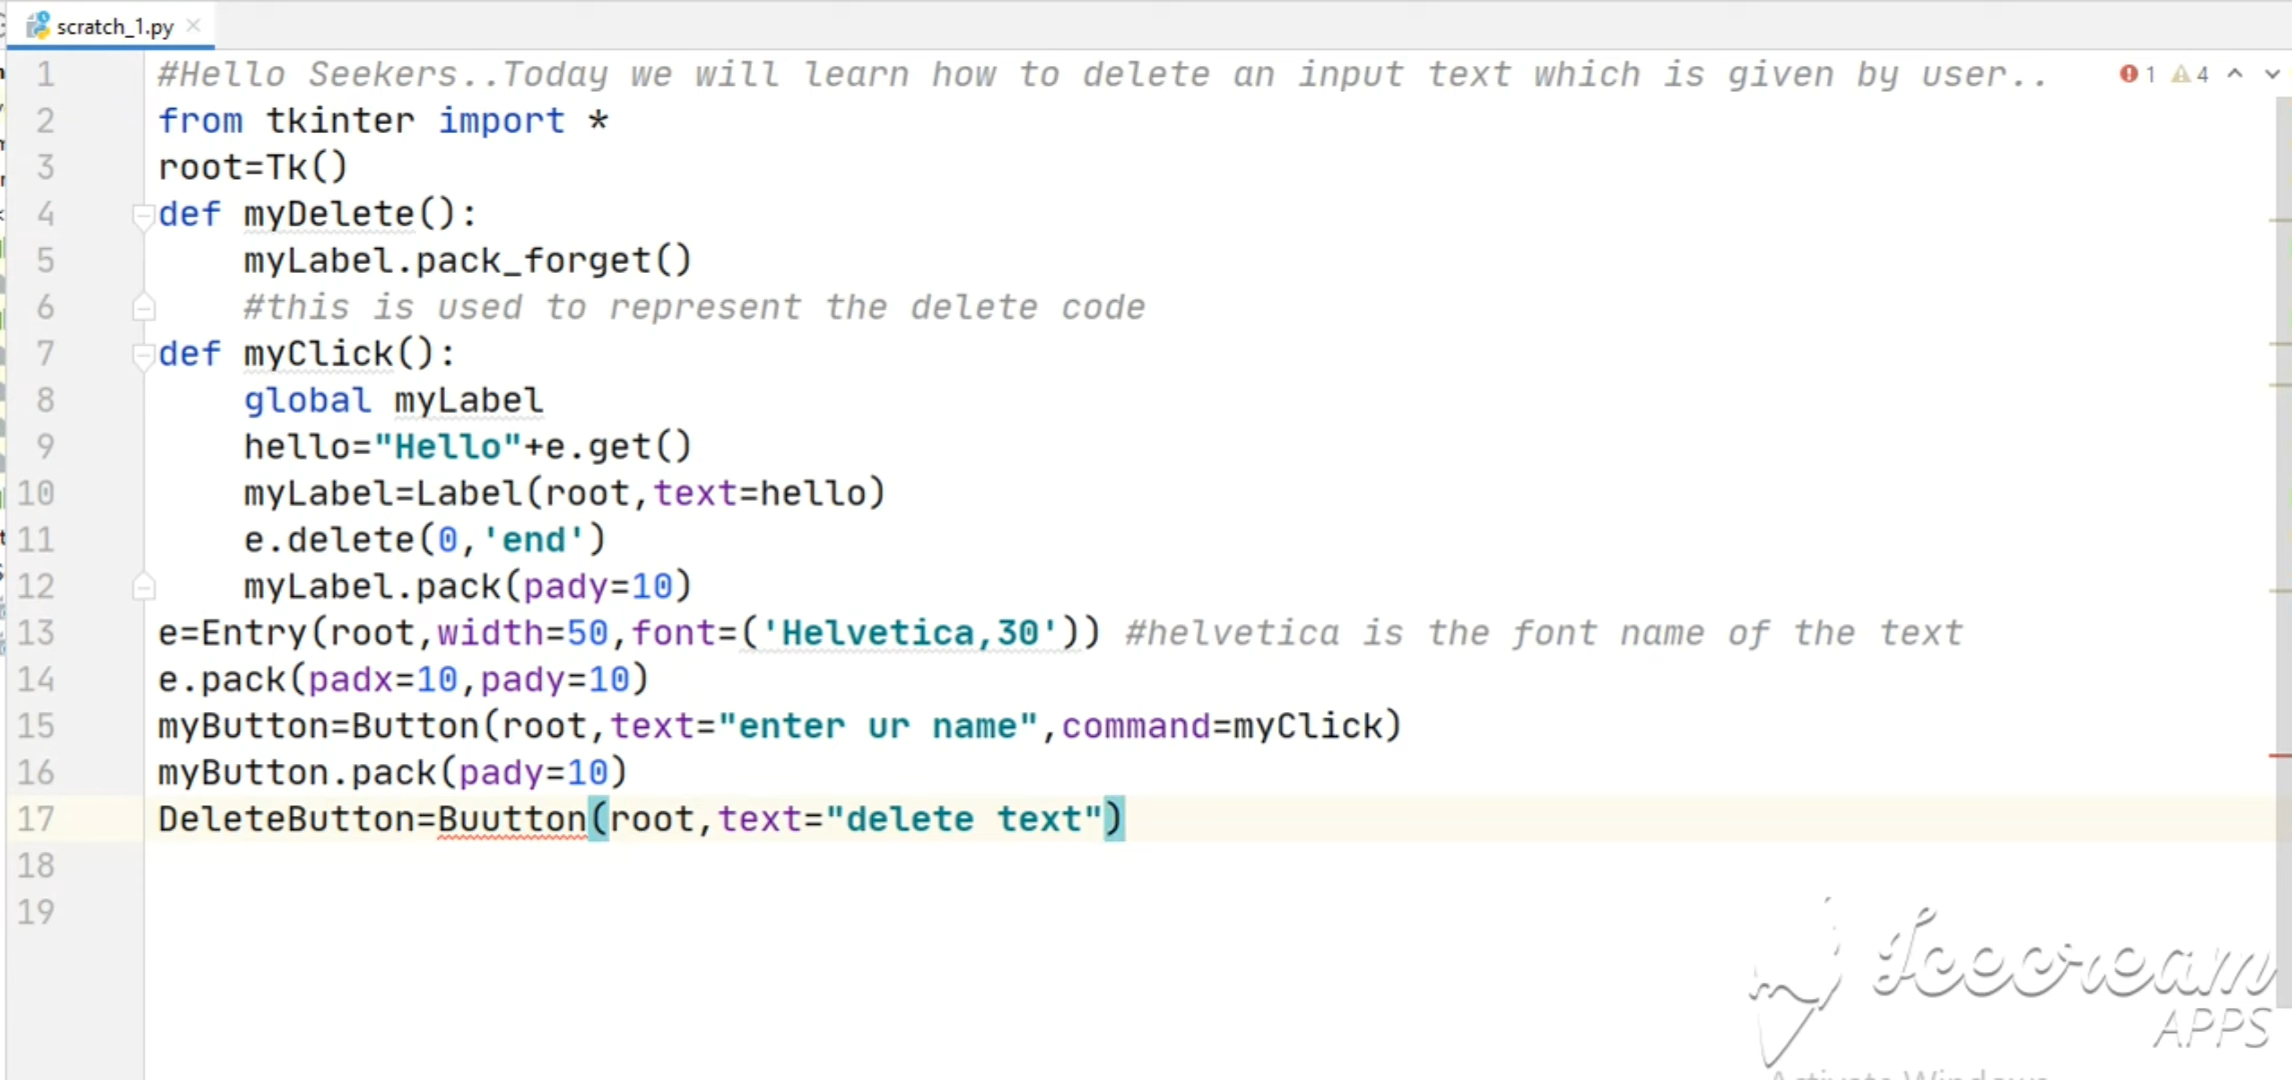 scratch_1.py
1 #Hello Seekers..Today we will learn how to delete an input text which is given by user.. 1 4
2 from tkinter import *
3 root=Tk()
4 def myDelete():
5 myLabel.pack_forget()
6 #this is used to represent the delete code
7 def myClick():
8 global myLabel
9 hello="Hello"+e.get()
10 myLabel=Label(root,text=hello)
11 e.delete(0,'end')
12 myLabel.pack(pady=10)
13 e=Entry(root,width=50,font=('Helvetica,30')) #helvetica is the font name of the text
14 e.pack(padx=10,pady=10)
15 myButton=Button(root,text="enter ur name",command=myClick)
16 myButton.pack(pady=10)
17 DeleteButton=Buutton(root,text="delete text")
18
19
Icecream
APPS
Activate Windows